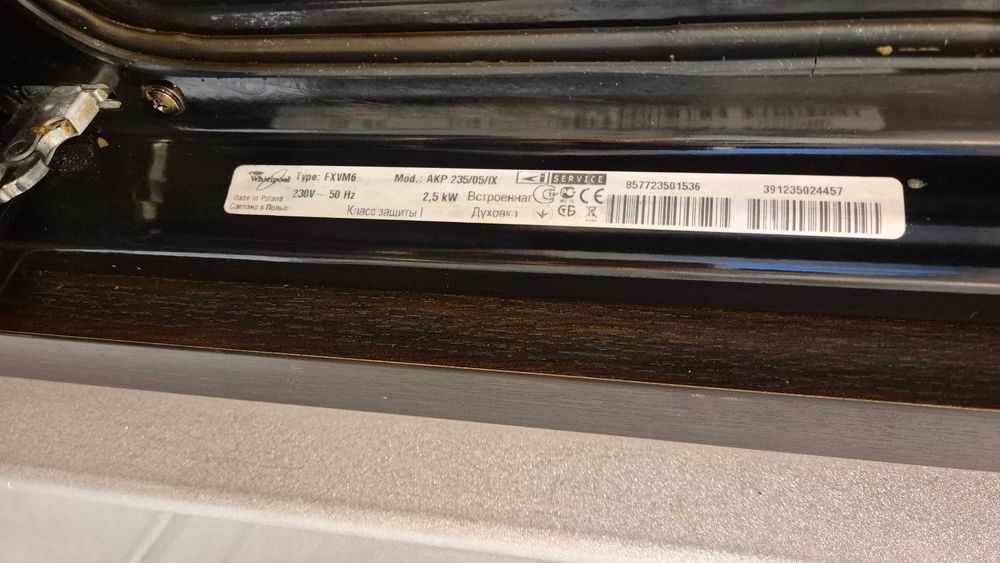 Whirlpool Type: FXVM6 Mod.: AKP 235/05/IX SERVICE 857723501536 391235024457
Made in Poland 230V~ 50 Hz 2,5 kW Встроенная
Сделано в Польше Класс защиты I Духовка